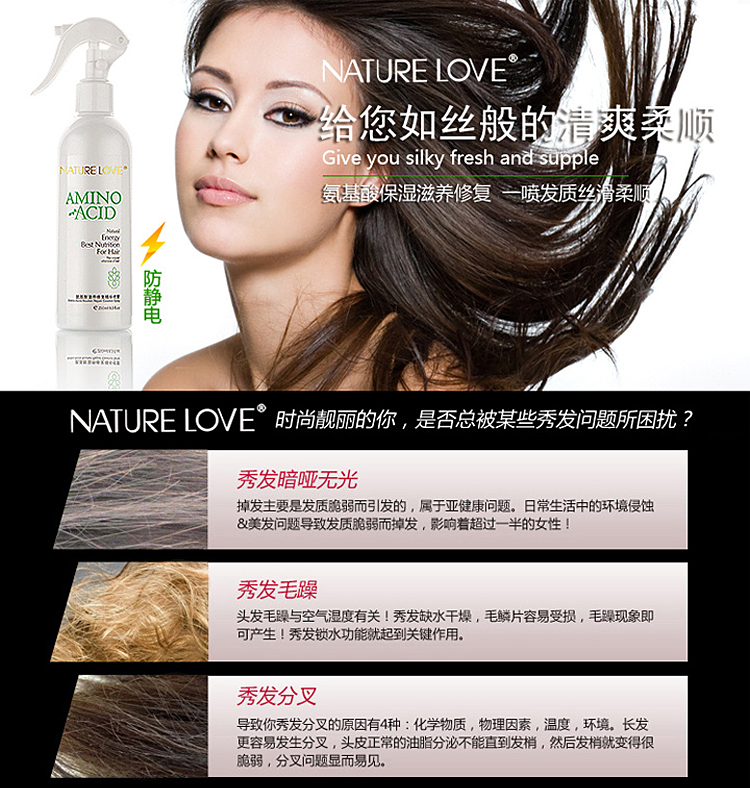 NATURE LOVE®
给您如丝般的清爽柔顺
Give you silky fresh and supple
氨基酸保湿滋养修复 一喷发质丝滑柔顺
NATURE LOVE®
AMINO
ACID
Natural
Energy
Best Nutrition
For Hair
防静电
NATURE LOVE® 时尚靓丽的你，是否总被某些秀发问题所困扰？
秀发暗哑无光
掉发主要是发质脆弱而引发的，属于亚健康问题。日常生活中的环境侵蚀
&美发问题导致发质脆弱而掉发，影响着超过一半的女性！
秀发毛躁
头发毛躁与空气湿度有关！秀发缺水干燥，毛鳞片容易受损，毛躁现象即
可产生！秀发锁水功能就起到关键作用。
秀发分叉
导致你秀发分叉的原因有4种：化学物质，物理因素，温度，环境。长发
更容易发生分叉，头皮正常的油脂分泌不能直到发梢，然后发梢就变得很
脆弱，分叉问题显而易见。